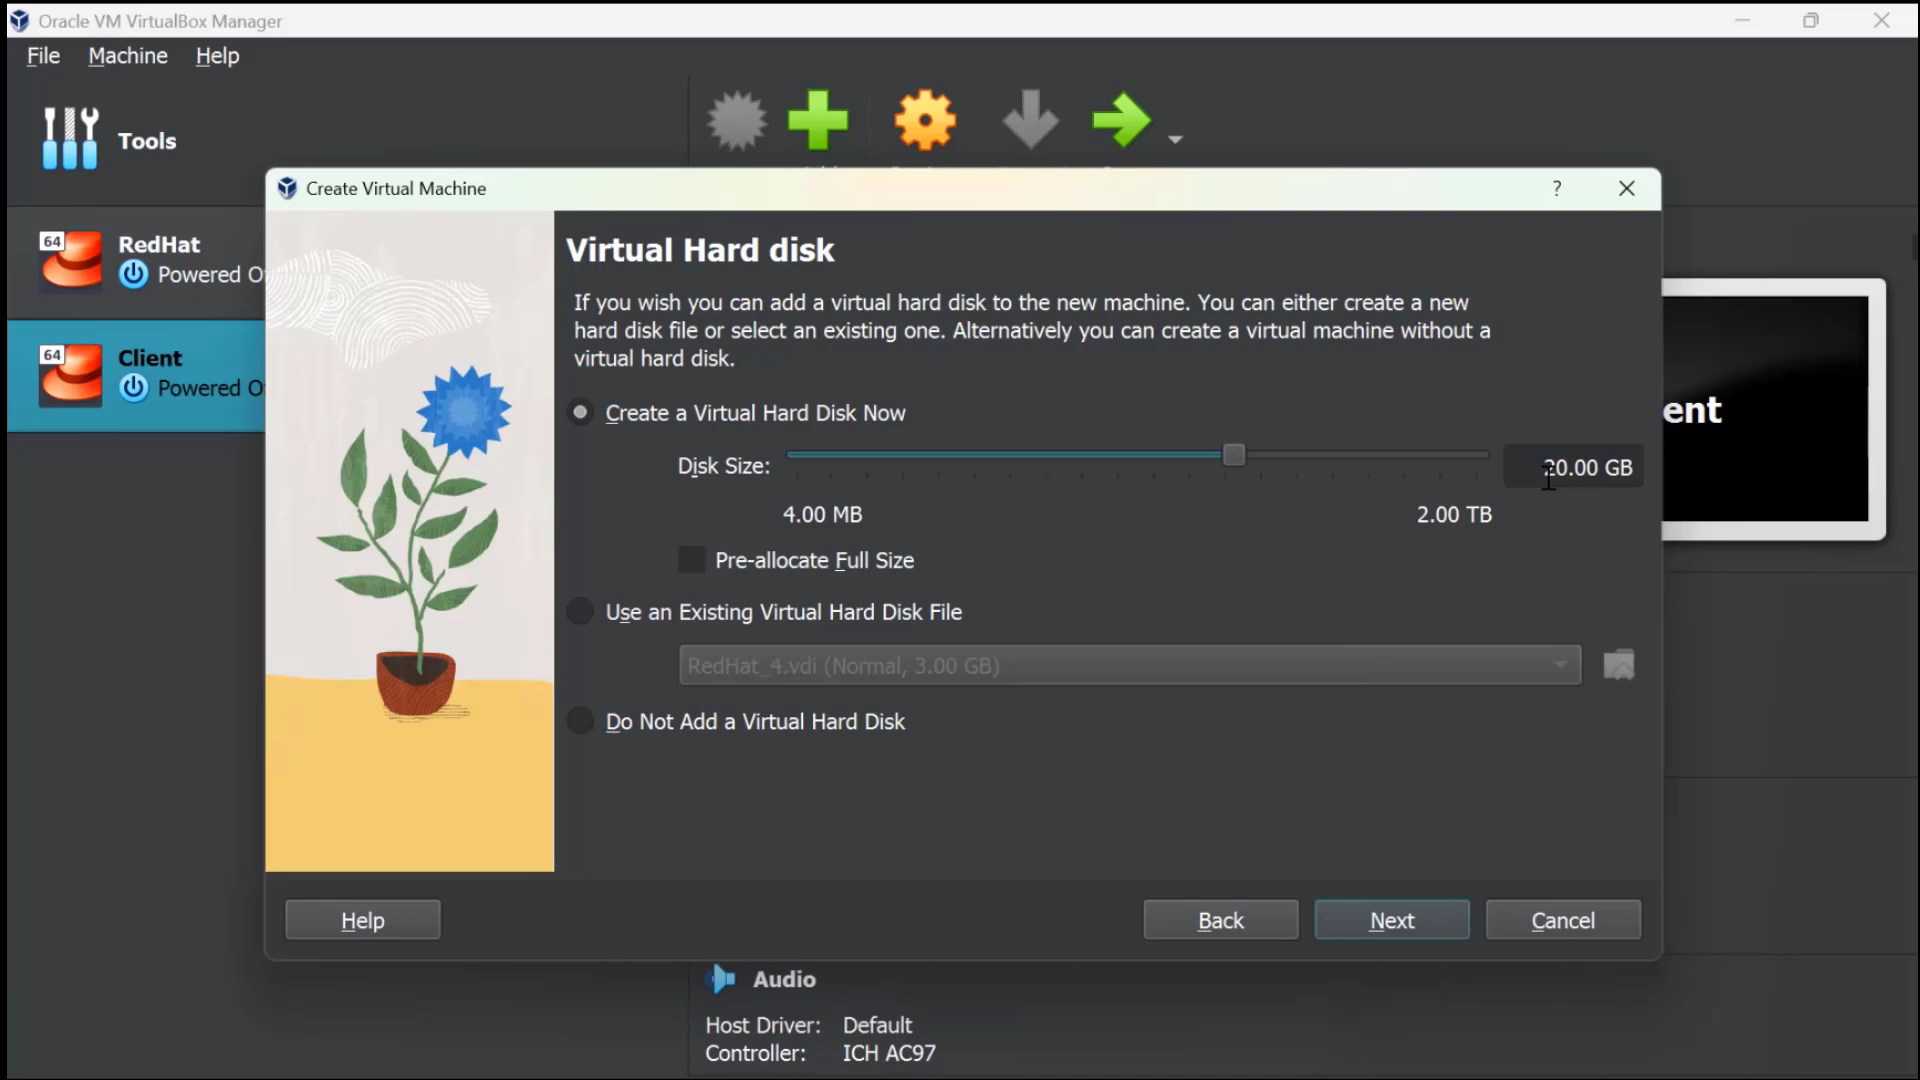 Oracle VM VirtualBox Manager
File Machine Help
Tools
64 RedHat
Powered
64 Client
Powered
Create Virtual Machine
?
Virtual Hard disk
If you wish you can add a virtual hard disk to the new machine. You can either create a new
hard disk file or select an existing one. Alternatively you can create a virtual machine without a
virtual hard disk.
Create a Virtual Hard Disk Now
Disk Size:
20.00 GB
4.00 MB
2.00 TB
Pre-allocate Full Size
Use an Existing Virtual Hard Disk File
RedHat_4.vdi (Normal, 3.00 GB)
Do Not Add a Virtual Hard Disk
ent
Help
Back
Next
Cancel
Audio
Host Driver: Default
Controller: ICH AC97